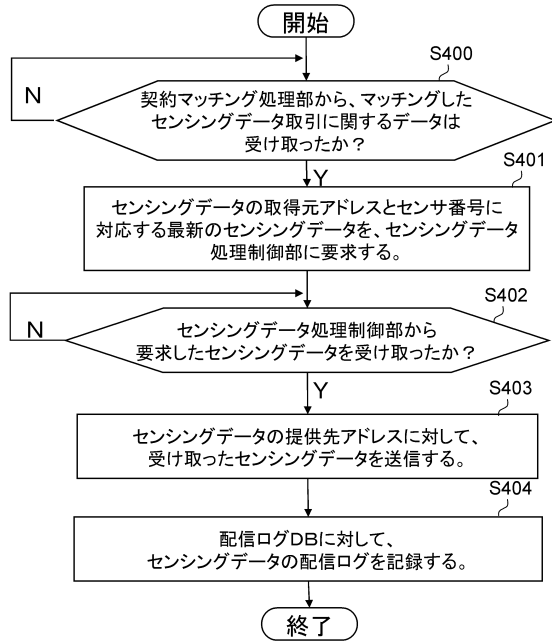 開始
S400
契約マッチング処理部から、マッチングした
センシングデータ取引に関するデータは
受け取ったか？
N
Y
S401
センシングデータの取得元アドレスとセンサ番号に
対応する最新のセンシングデータを、センシングデータ
処理制御部に要求する。
S402
センシングデータ処理制御部から
要求したセンシングデータを受け取ったか？
N
Y
S403
センシングデータの提供先アドレスに対して、
受け取ったセンシングデータを送信する。
S404
配信ログＤＢに対して、
センシングデータの配信ログを記録する。
終了